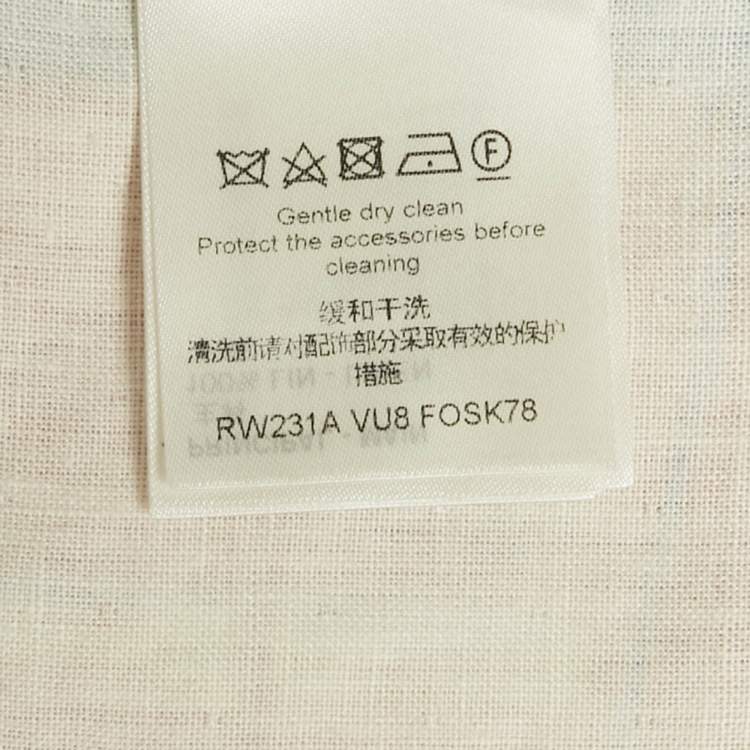 F
Gentle dry clean
Protect the accessories before
cleaning
缓和干洗
清洗前请对配饰部分采取有效的保护
措施
RW231A VU8 FOSK78